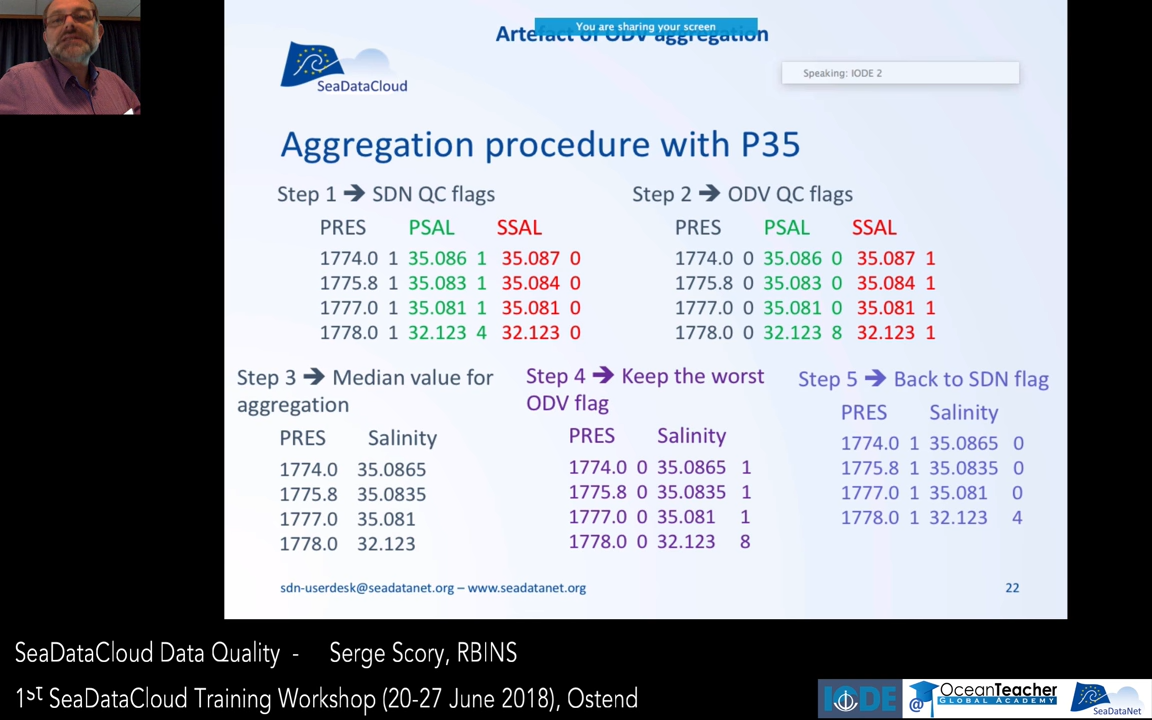 Artefact of ODV aggregation
You are sharing your screen
Speaking: IODE 2
SeaDataCloud
Aggregation procedure with P35
Step 1 ➔ SDN QC flags
PRES PSAL SSAL
1774.0 1 35.086 1 35.087 0
1775.8 1 35.083 1 35.084 0
1777.0 1 35.081 1 35.081 0
1778.0 1 32.123 4 32.123 0
Step 2 ➔ ODV QC flags
PRES PSAL SSAL
1774.0 0 35.086 0 35.087 1
1775.8 0 35.083 0 35.084 1
1777.0 0 35.081 0 35.081 1
1778.0 0 32.123 8 32.123 1
Step 3 ➔ Median value for
aggregation
PRES Salinity
1774.0 35.0865
1775.8 35.0835
1777.0 35.081
1778.0 32.123
Step 4 ➔ Keep the worst
ODV flag
PRES Salinity
1774.0 0 35.0865 1
1775.8 0 35.0835 1
1777.0 0 35.081 1
1778.0 0 32.123 8
Step 5 ➔ Back to SDN flag
PRES Salinity
1774.0 1 35.0865 0
1775.8 1 35.0835 0
1777.0 1 35.081 0
1778.0 1 32.123 4
sdn-userdesk@seadatanet.org – www.seadatanet.org
22
SeaDataCloud Data Quality - Serge Scory, RBINS
1st SeaDataCloud Training Workshop (20-27 June 2018), Ostend
IODE
@ OceanTeacher
GLOBAL ACADEMY
SeaDataNet